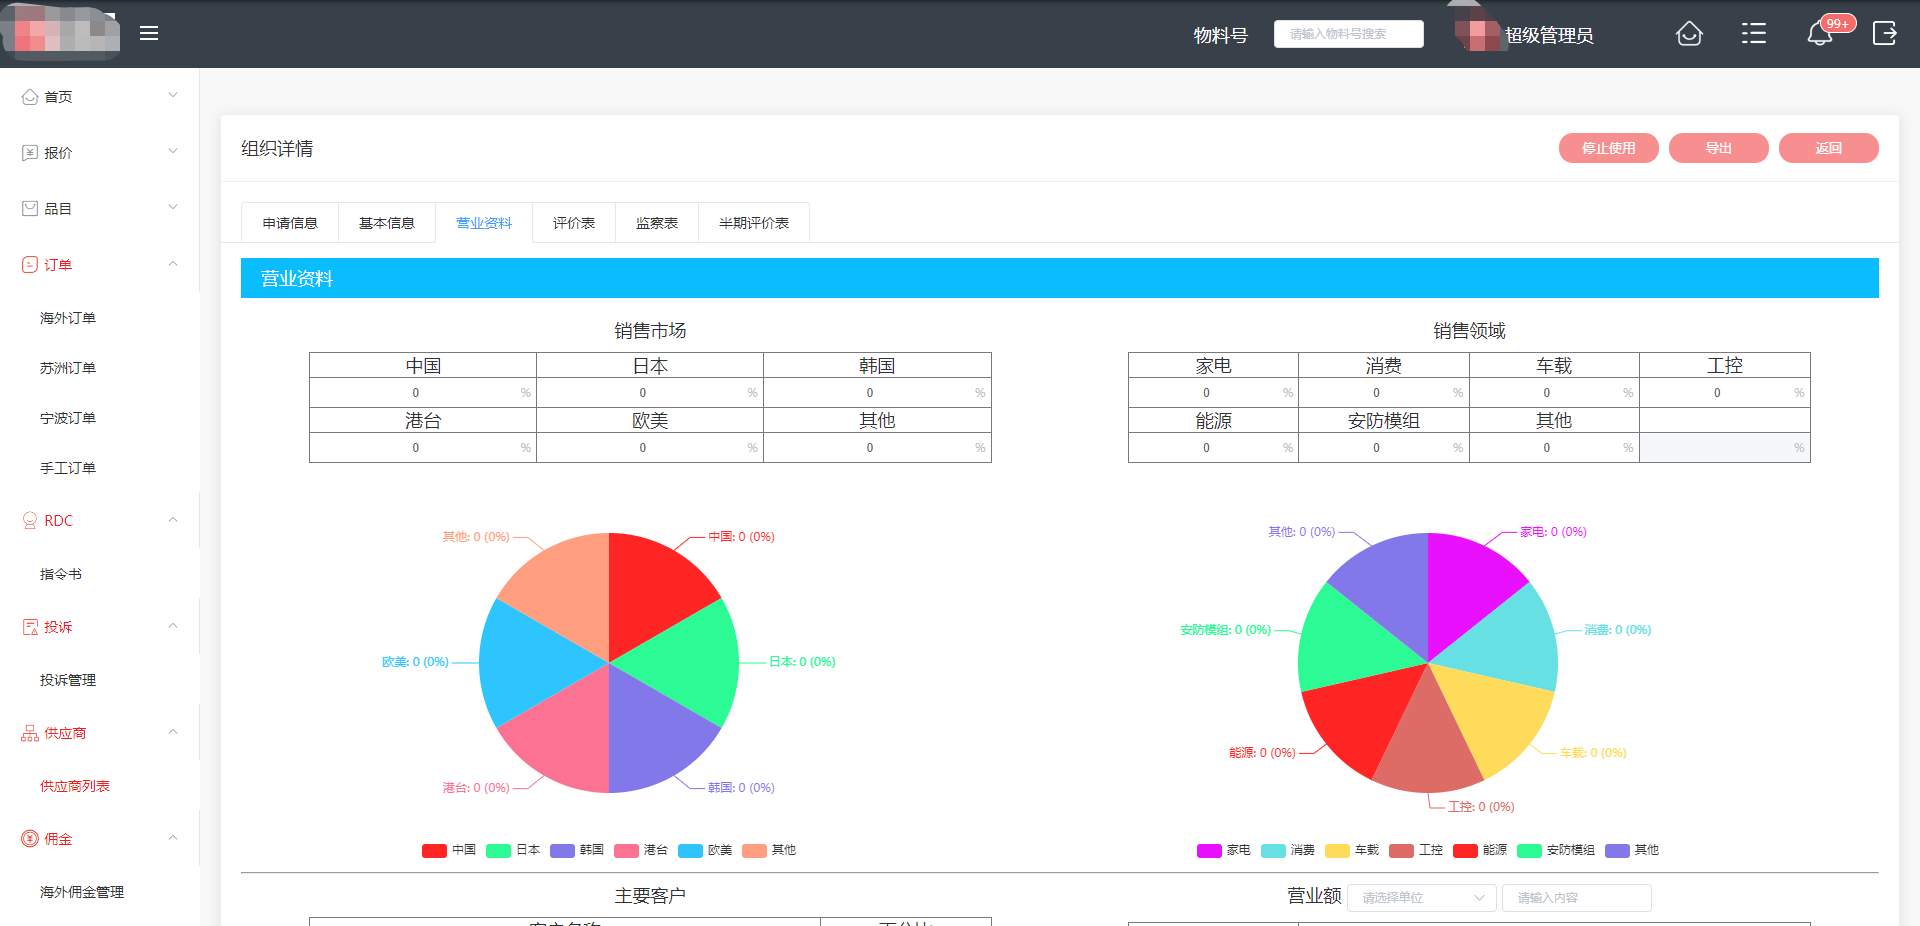 物料号 请输入物料号搜索 超级管理员 99+
首页
报价
品目
订单
海外订单
苏洲订单
宁波订单
手工订单
RDC
指令书
投诉
投诉管理
供应商
供应商列表
佣金
海外佣金管理
组织详情 停止使用 导出 返回
申请信息 基本信息 营业资料 评价表 监察表 半期评价表
营业资料
销售市场
中国 日本 韩国
0 % 0 % 0 %
港台 欧美 其他
0 % 0 % 0 %
其他: 0 (0%) 中国: 0 (0%)
欧美: 0 (0%) 日本: 0 (0%)
港台: 0 (0%) 韩国: 0 (0%)
中国 日本 韩国 港台 欧美 其他
销售领域
家电 消费 车载 工控
0 % 0 % 0 % 0 %
能源 安防模组 其他
0 % 0 % 0 % %
其他: 0 (0%) 家电: 0 (0%)
安防模组: 0 (0%) 消费: 0 (0%)
能源: 0 (0%) 车载: 0 (0%)
工控: 0 (0%)
家电 消费 车载 工控 能源 安防模组 其他
主要客户
营业额 请选择单位 请输入内容